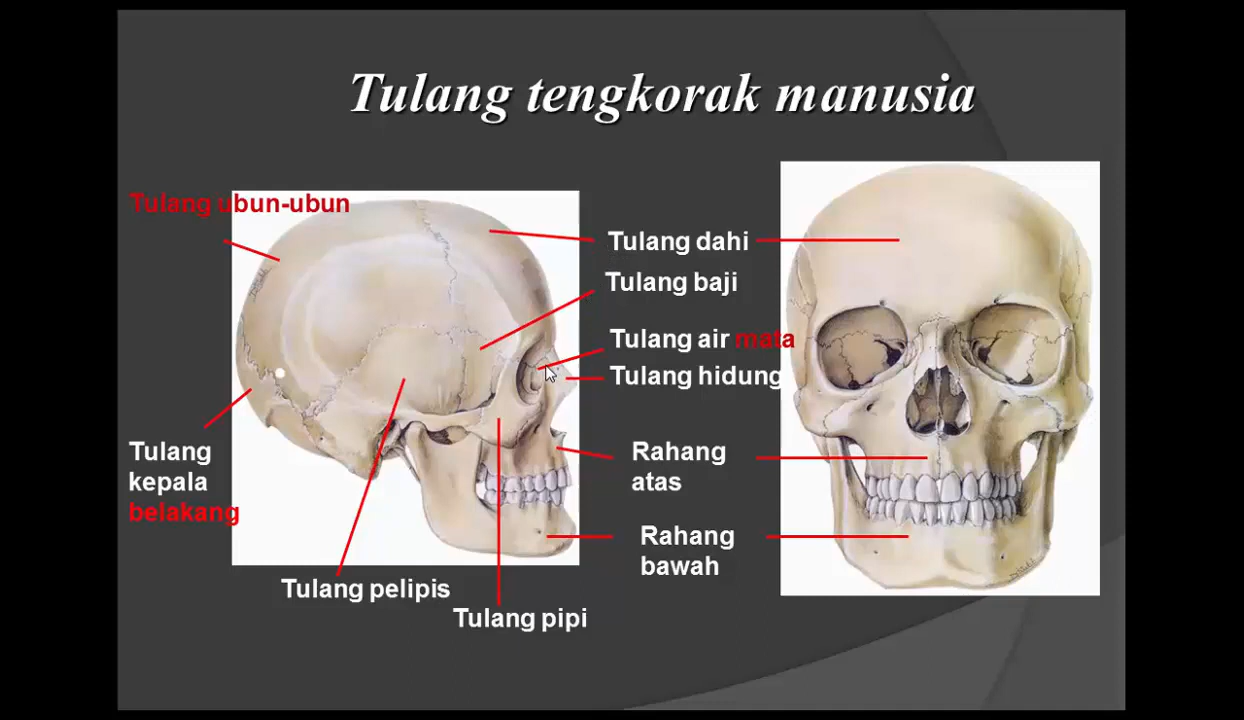 Tulang tengkorak manusia
Tulang ubun-ubun
Tulang dahi
Tulang baji
Tulang air mata
Tulang hidung
Tulang
kepala
belakang
Rahang
atas
Rahang
bawah
Tulang pelipis
Tulang pipi